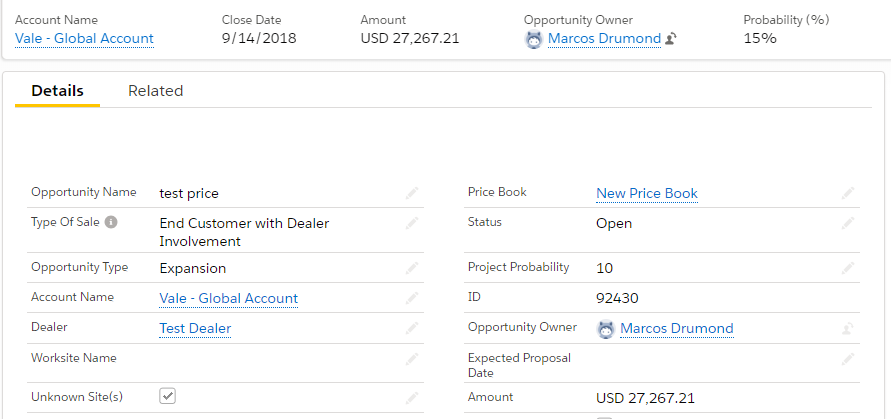 Account Name Close Date Amount Opportunity Owner Probability (%)
Vale - Global Account 9/14/2018 USD 27,267.21 Marcos Drumond 15%
Details Related
Opportunity Name test price Price Book New Price Book
Type Of Sale End Customer with Dealer Status Open
Involvement
Opportunity Type Expansion Project Probability 10
Account Name Vale - Global Account ID 92430
Dealer Test Dealer Opportunity Owner Marcos Drumond
Worksite Name Expected Proposal
Date
Unknown Site(s) Amount USD 27,267.21